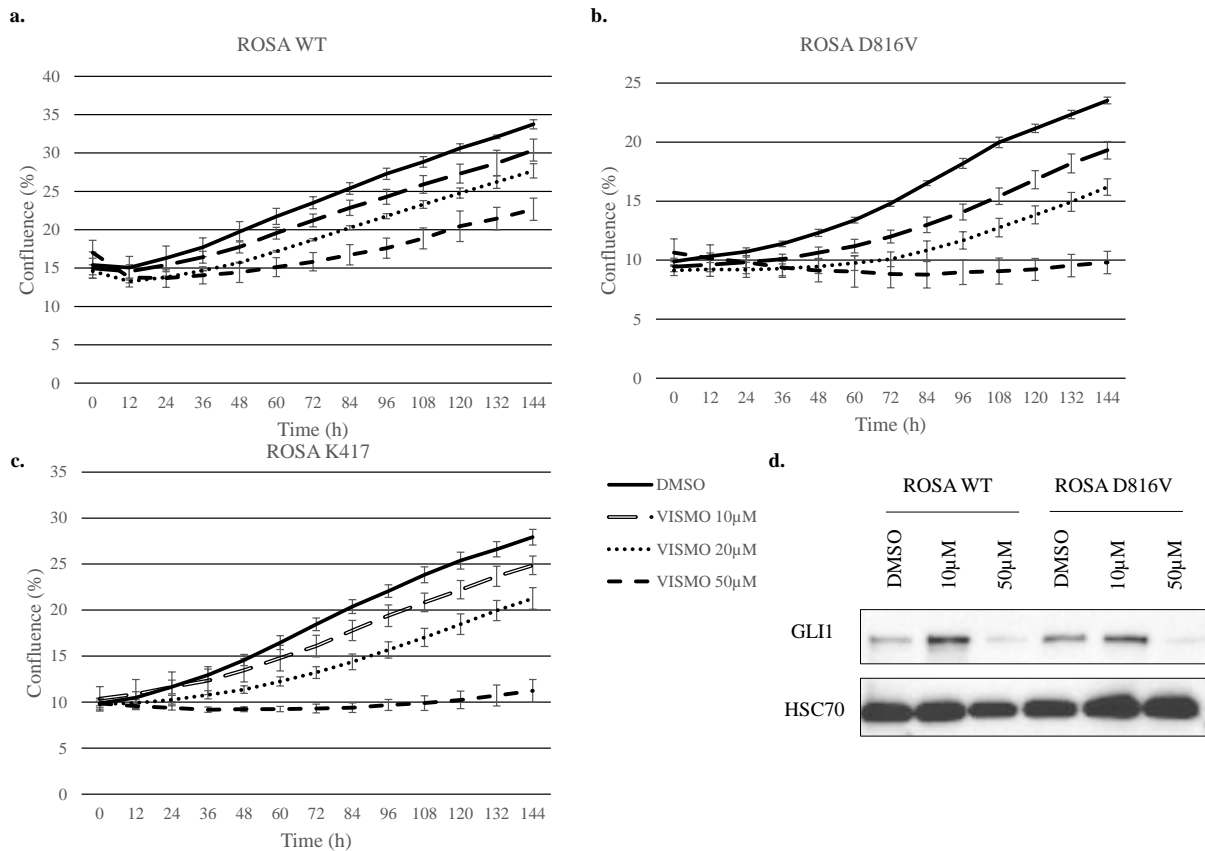 a.
ROSA WT
40
35
30
25
20
15
10
5
0
Confluence (%)
0 12 24 36 48 60 72 84 96 108 120 132 144
Time (h)
b.
ROSA D816V
25
20
15
10
5
0
Confluence (%)
0 12 24 36 48 60 72 84 96 108 120 132 144
Time (h)
c.
ROSA K417
35
30
25
20
15
10
5
0
Confluence (%)
0 12 24 36 48 60 72 84 96 108 120 132 144
Time (h)
DMSO
VISMO 10µM
VISMO 20µM
VISMO 50µM
d.
ROSA WT ROSA D816V
DMSO 10µM 50µM DMSO 10µM 50µM
GLI1
HSC70